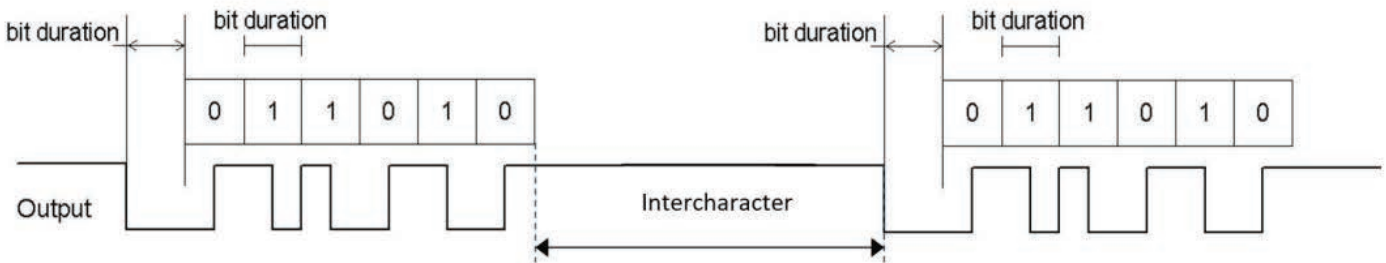 bit duration bit duration bit duration bit duration
0 1 1 0 1 0 0 1 1 0 1 0
Output Intercharacter